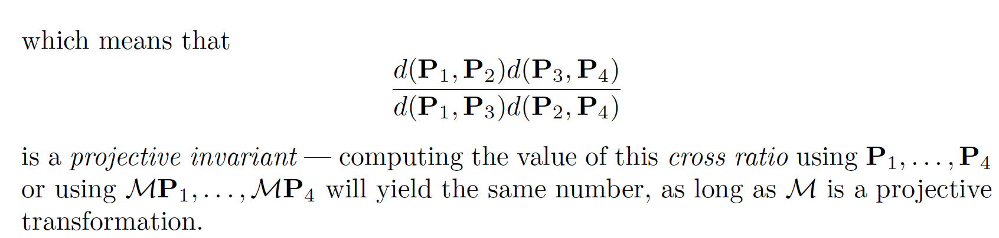 which means that
d(P₁, P₂)d(P₃, P₄)
d(P₁, P₃)d(P₂, P₄)
is a projective invariant — computing the value of this cross ratio using P₁, . . . , P₄
or using ℳP₁, . . . , ℳP₄ will yield the same number, as long as ℳ is a projective
transformation.